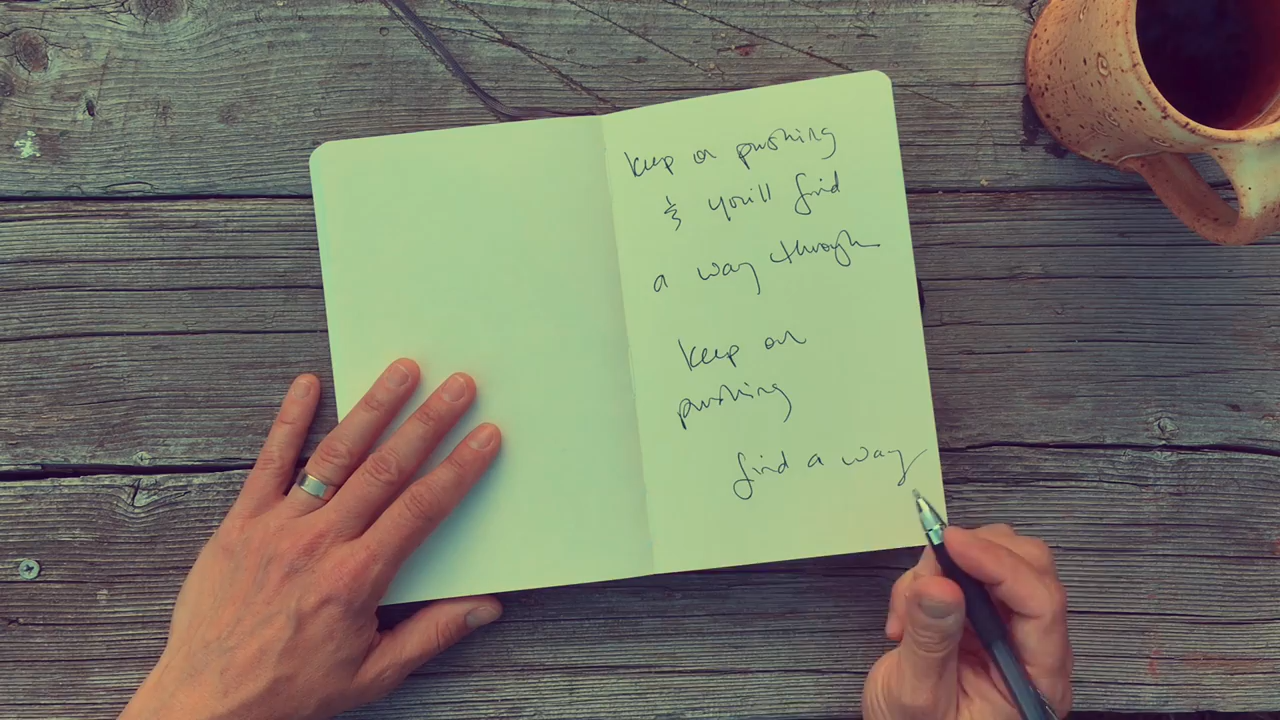 keep on pushing
& you'll find
a way through
keep on
pushing
find a way